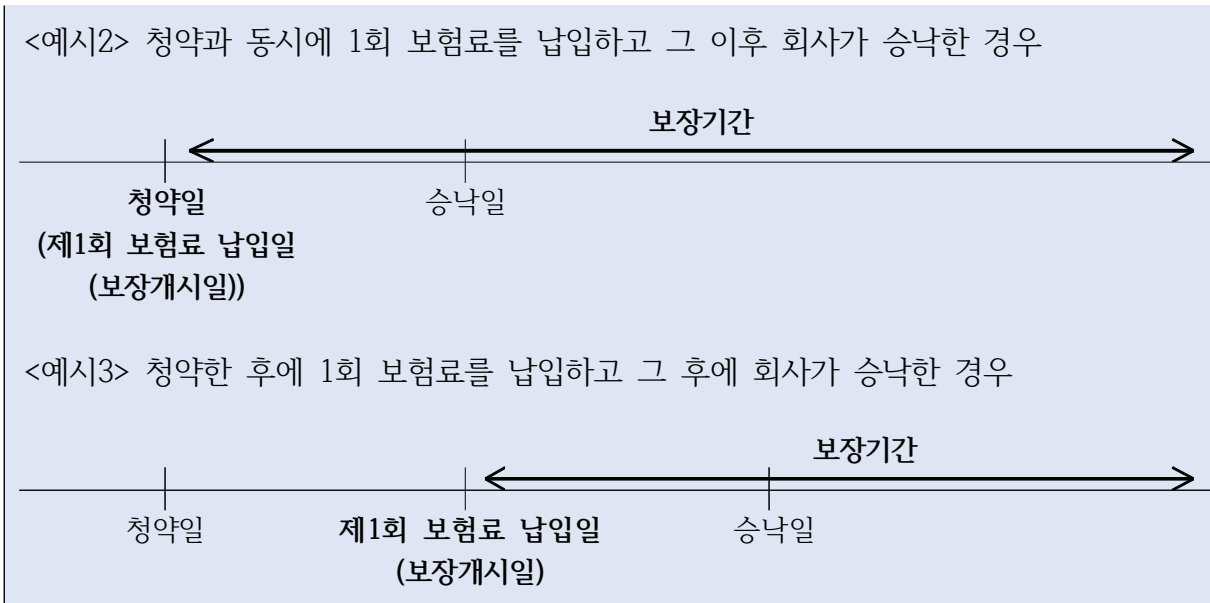 <예시2> 청약과 동시에 1회 보험료를 납입하고 그 이후 회사가 승낙한 경우
보장기간
청약일 승낙일
(제1회 보험료 납입일
(보장개시일))
<예시3> 청약한 후에 1회 보험료를 납입하고 그 후에 회사가 승낙한 경우
보장기간
청약일 제1회 보험료 납입일 승낙일
(보장개시일)